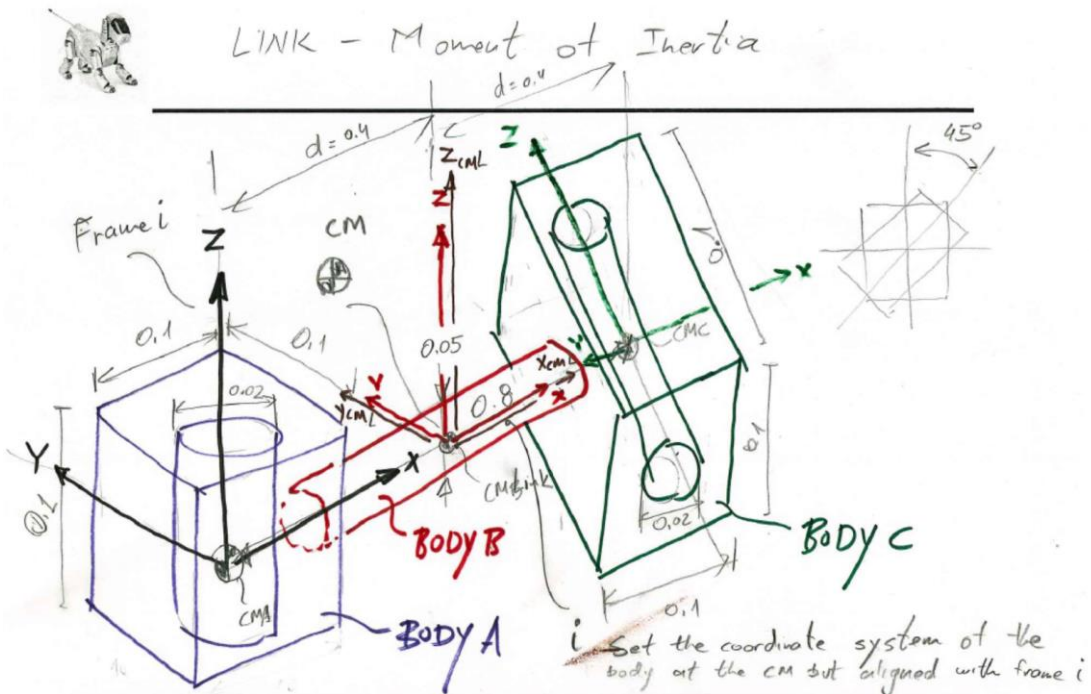 LINK - Moment of Inertia
d=0.4
d=0.4
45°
Z
ZCML
Z
Frame i
CM
Z
0.1
X
0.1
0.1
0.05
CMC
Y
XCML
Y
YCML
0.8
X
0.02
Y
X
0.1
CMLink
0.1
0.02
BODY B
BODY C
CMA
0.1
BODY A
i Set the coordinate system of the
body at the CM but aligned with frame i